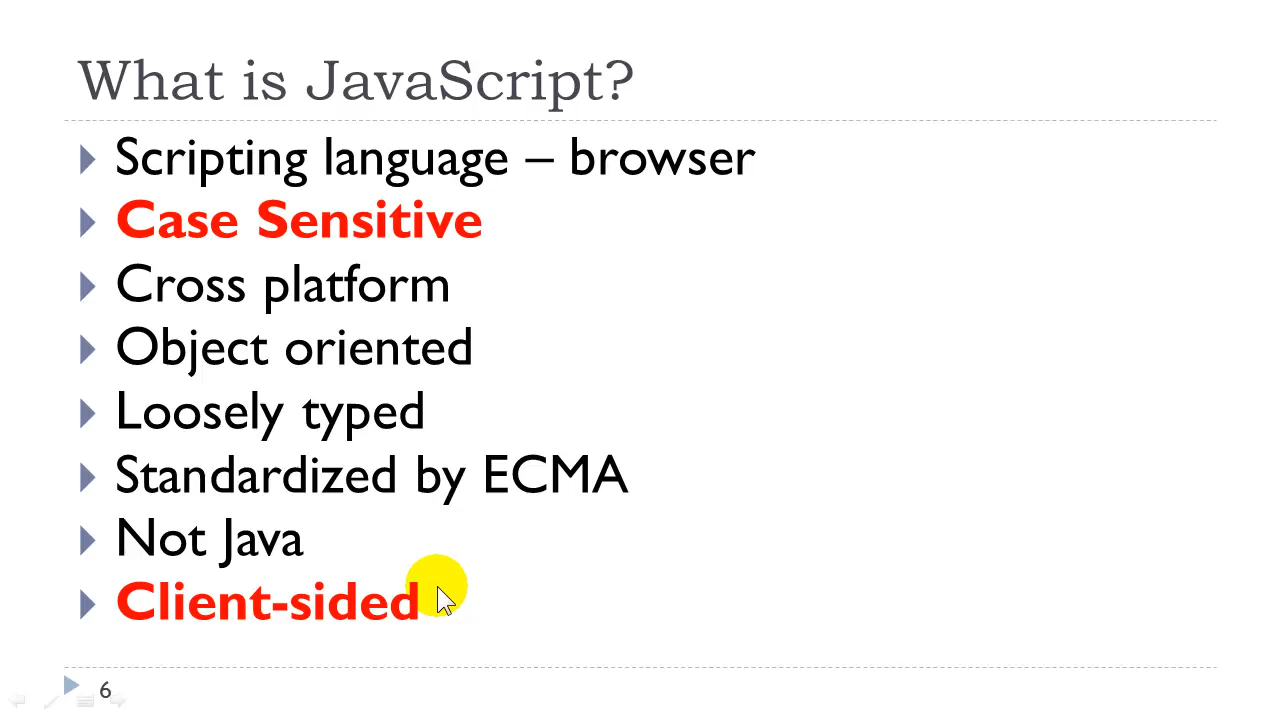 What is JavaScript?
Scripting language – browser
Case Sensitive
Cross platform
Object oriented
Loosely typed
Standardized by ECMA
Not Java
Client-sided
6